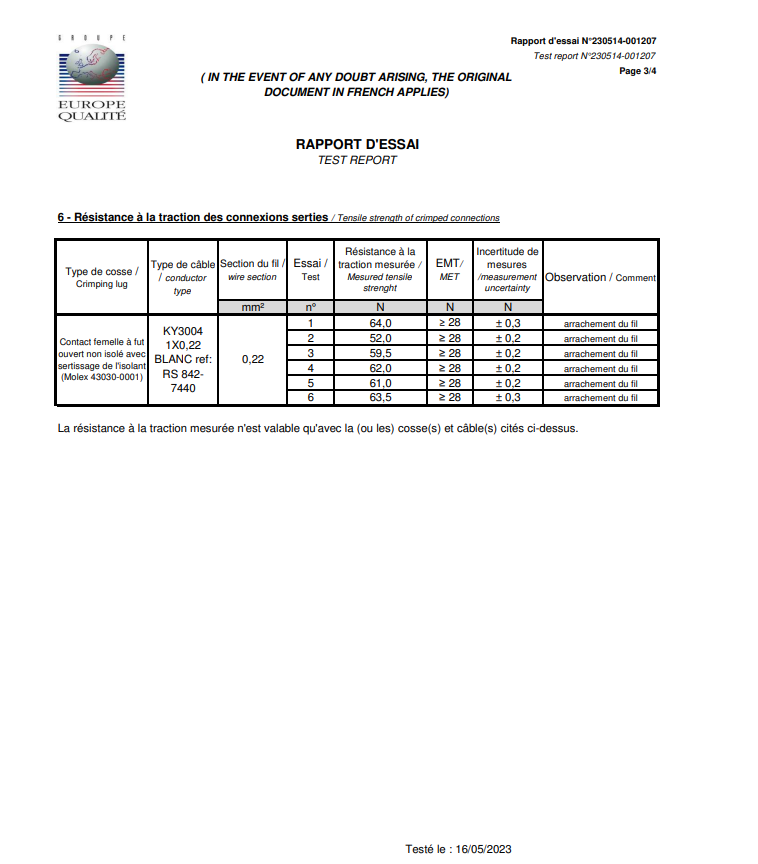 GROUPE
EUROPE
QUALITÉ
Rapport d'essai N°230514-001207
Test report N°230514-001207
Page 3/4
( IN THE EVENT OF ANY DOUBT ARISING, THE ORIGINAL
DOCUMENT IN FRENCH APPLIES)
RAPPORT D'ESSAI
TEST REPORT
6 - Résistance à la traction des connexions serties / Tensile strength of crimped connections
Type de cosse /
Crimping lug
Type de câble
/ conductor
type
Section du fil /
wire section
Essai /
Test
Résistance à la
traction mesurée /
Mesured tensile
strenght
EMT/
MET
Incertitude de
mesures
/measurement
uncertainty
Observation / Comment
mm² n° N N N
Contact femelle à fut
ouvert non isolé avec
sertissage de l'isolant
(Molex 43030-0001)
KY3004
1X0,22
BLANC ref:
RS 842-
7440
0,22
1 64,0 ≥ 28 ± 0,3 arrachement du fil
2 52,0 ≥ 28 ± 0,2 arrachement du fil
3 59,5 ≥ 28 ± 0,2 arrachement du fil
4 62,0 ≥ 28 ± 0,2 arrachement du fil
5 61,0 ≥ 28 ± 0,2 arrachement du fil
6 63,5 ≥ 28 ± 0,3 arrachement du fil
La résistance à la traction mesurée n'est valable qu'avec la (ou les) cosse(s) et câble(s) cités ci-dessus.
Testé le : 16/05/2023